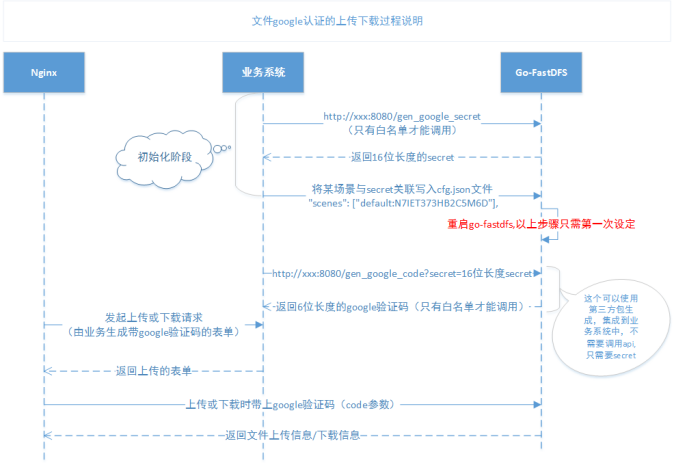 文件google认证的上传下载过程说明
Nginx
业务系统
Go-FastDFS
http://xxx:8080/gen_google_secret
（只有白名单才能调用）
初始化阶段
返回16位长度的secret
将某场景与secret关联写入cfg.json文件
"scenes": ["default:N7IET373HB2C5M6D"],
重启go-fastdfs,以上步骤只需第一次设定
http://xxx:8080/gen_google_code?secret=16位长度secret
返回6位长度的google验证码（只有白名单才能调用）
这个可以使用
第三方包生
成，集成到业
务系统中，不
需要调用api,
只需要secret
发起上传或下载请求
（由业务生成带google验证码的表单）
返回上传的表单
上传或下载时带上google验证码（code参数）
返回文件上传信息/下载信息